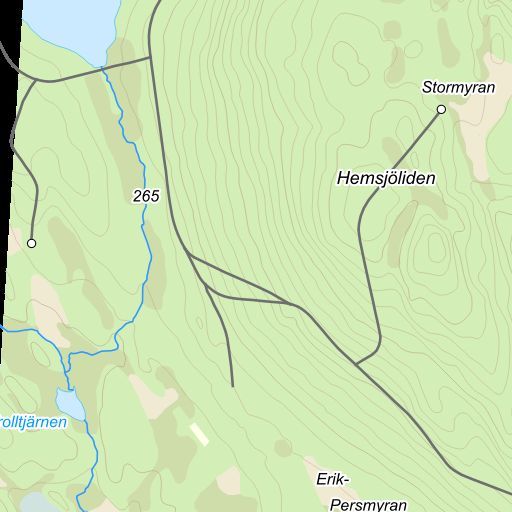 Stormyran
Hemsjöliden
265
rolltjärnen
Erik-
Persmyran